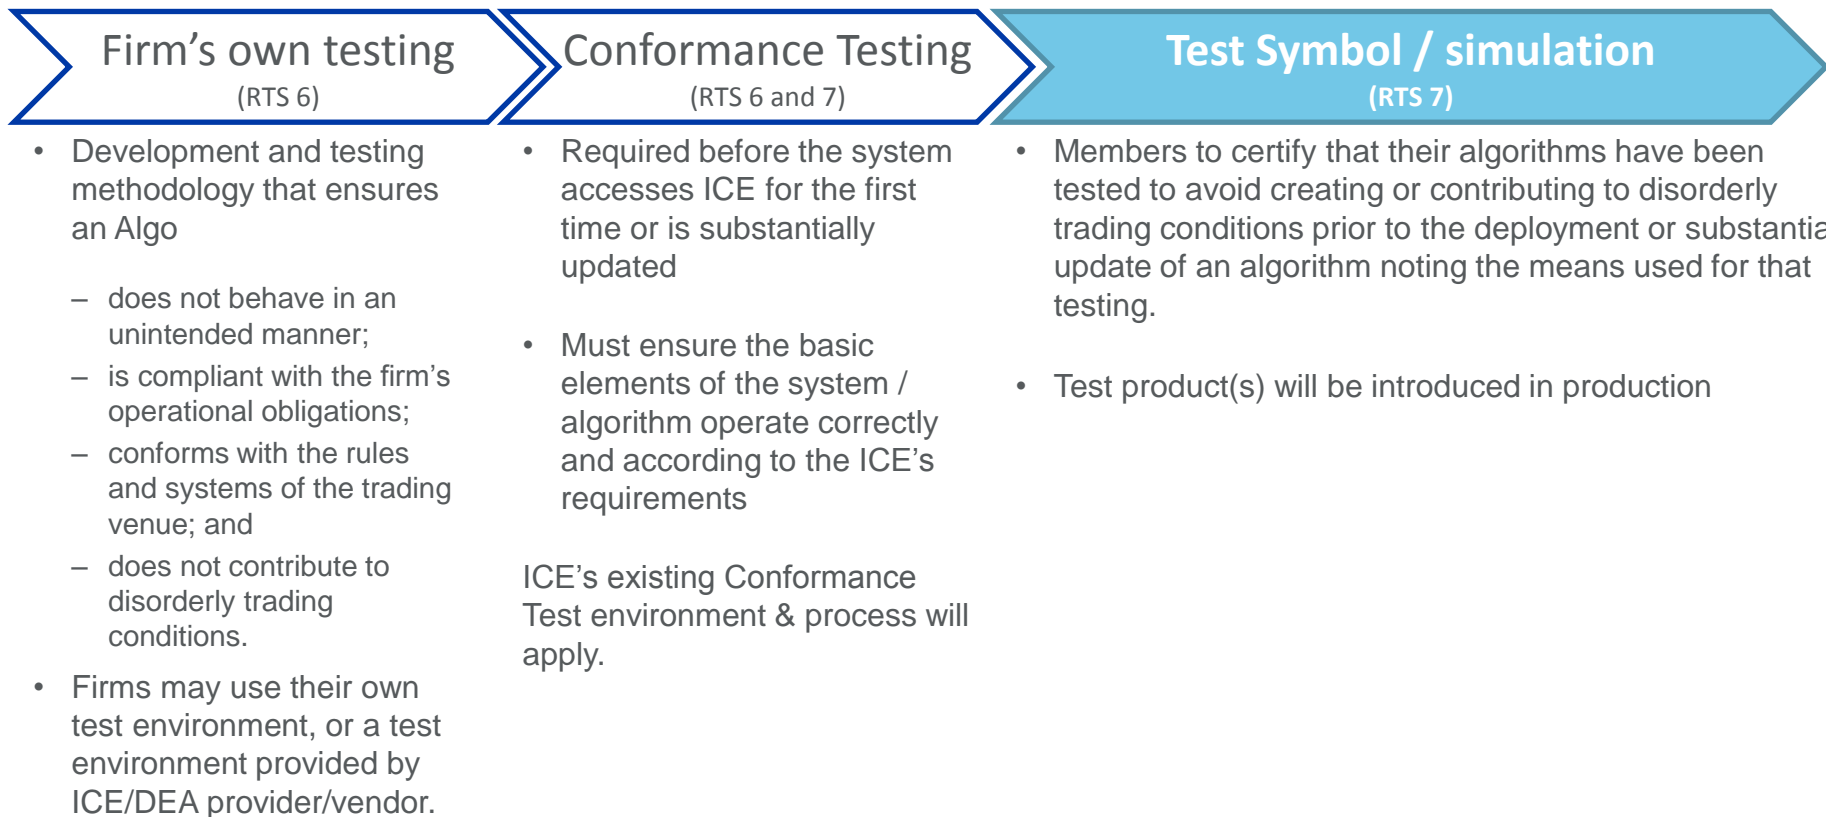 Firm's own testing
(RTS 6)
• Development and testing
methodology that ensures
an Algo
– does not behave in an
unintended manner;
– is compliant with the firm's
operational obligations;
– conforms with the rules
and systems of the trading
venue; and
– does not contribute to
disorderly trading
conditions.
• Firms may use their own
test environment, or a test
environment provided by
ICE/DEA provider/vendor.
Conformance Testing
(RTS 6 and 7)
• Required before the system
accesses ICE for the first
time or is substantially
updated
• Must ensure the basic
elements of the system /
algorithm operate correctly
and according to the ICE's
requirements
ICE's existing Conformance
Test environment & process will
apply.
Test Symbol / simulation
(RTS 7)
• Members to certify that their algorithms have been
tested to avoid creating or contributing to disorderly
trading conditions prior to the deployment or substantia
update of an algorithm noting the means used for that
testing.
• Test product(s) will be introduced in production